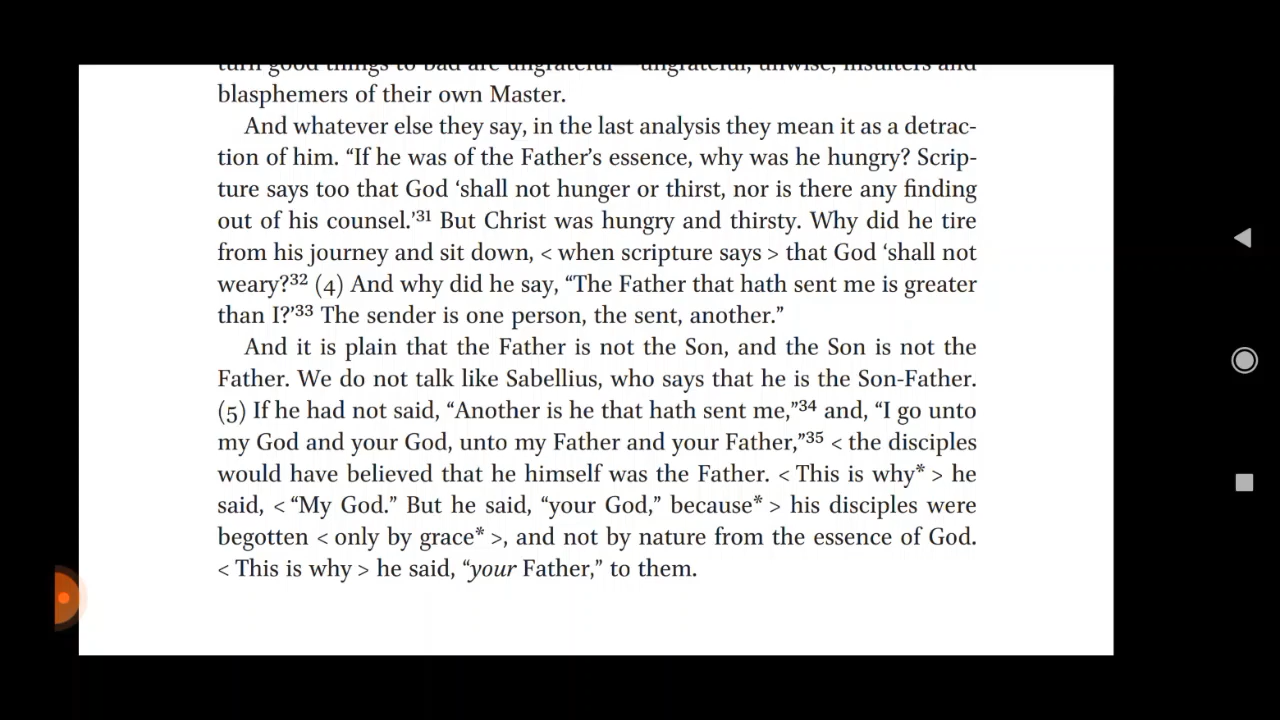 turn good things to bad are ungrateful – ungrateful, unwise, insulters and
blasphemers of their own Master.
And whatever else they say, in the last analysis they mean it as a detrac-
tion of him. “If he was of the Father’s essence, why was he hungry? Scrip-
ture says too that God ‘shall not hunger or thirst, nor is there any finding
out of his counsel.’³¹ But Christ was hungry and thirsty. Why did he tire
from his journey and sit down, < when scripture says > that God ‘shall not
weary?³² (4) And why did he say, “The Father that hath sent me is greater
than I?’³³ The sender is one person, the sent, another.”
And it is plain that the Father is not the Son, and the Son is not the
Father. We do not talk like Sabellius, who says that he is the Son-Father.
(5) If he had not said, “Another is he that hath sent me,”³⁴ and, “I go unto
my God and your God, unto my Father and your Father,”³⁵ < the disciples
would have believed that he himself was the Father. < This is why* > he
said, < “My God.” But he said, “your God,” because* > his disciples were
begotten < only by grace* >, and not by nature from the essence of God.
< This is why > he said, “your Father,” to them.